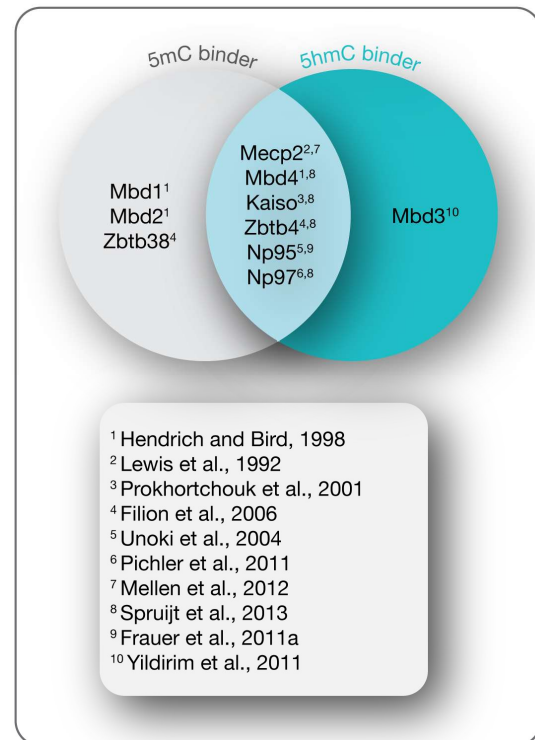 5mC binder
5hmC binder
Mbd1¹
Mbd2¹
Zbtb38⁴
Mecp2²,⁷
Mbd4¹,⁸
Kaiso³,⁸
Zbtb4⁴,⁸
Np95⁵,⁹
Np97⁶,⁸
Mbd3¹⁰
¹ Hendrich and Bird, 1998
² Lewis et al., 1992
³ Prokhortchouk et al., 2001
⁴ Filion et al., 2006
⁵ Unoki et al., 2004
⁶ Pichler et al., 2011
⁷ Mellen et al., 2012
⁸ Spruijt et al., 2013
⁹ Frauer et al., 2011a
¹⁰ Yildirim et al., 2011